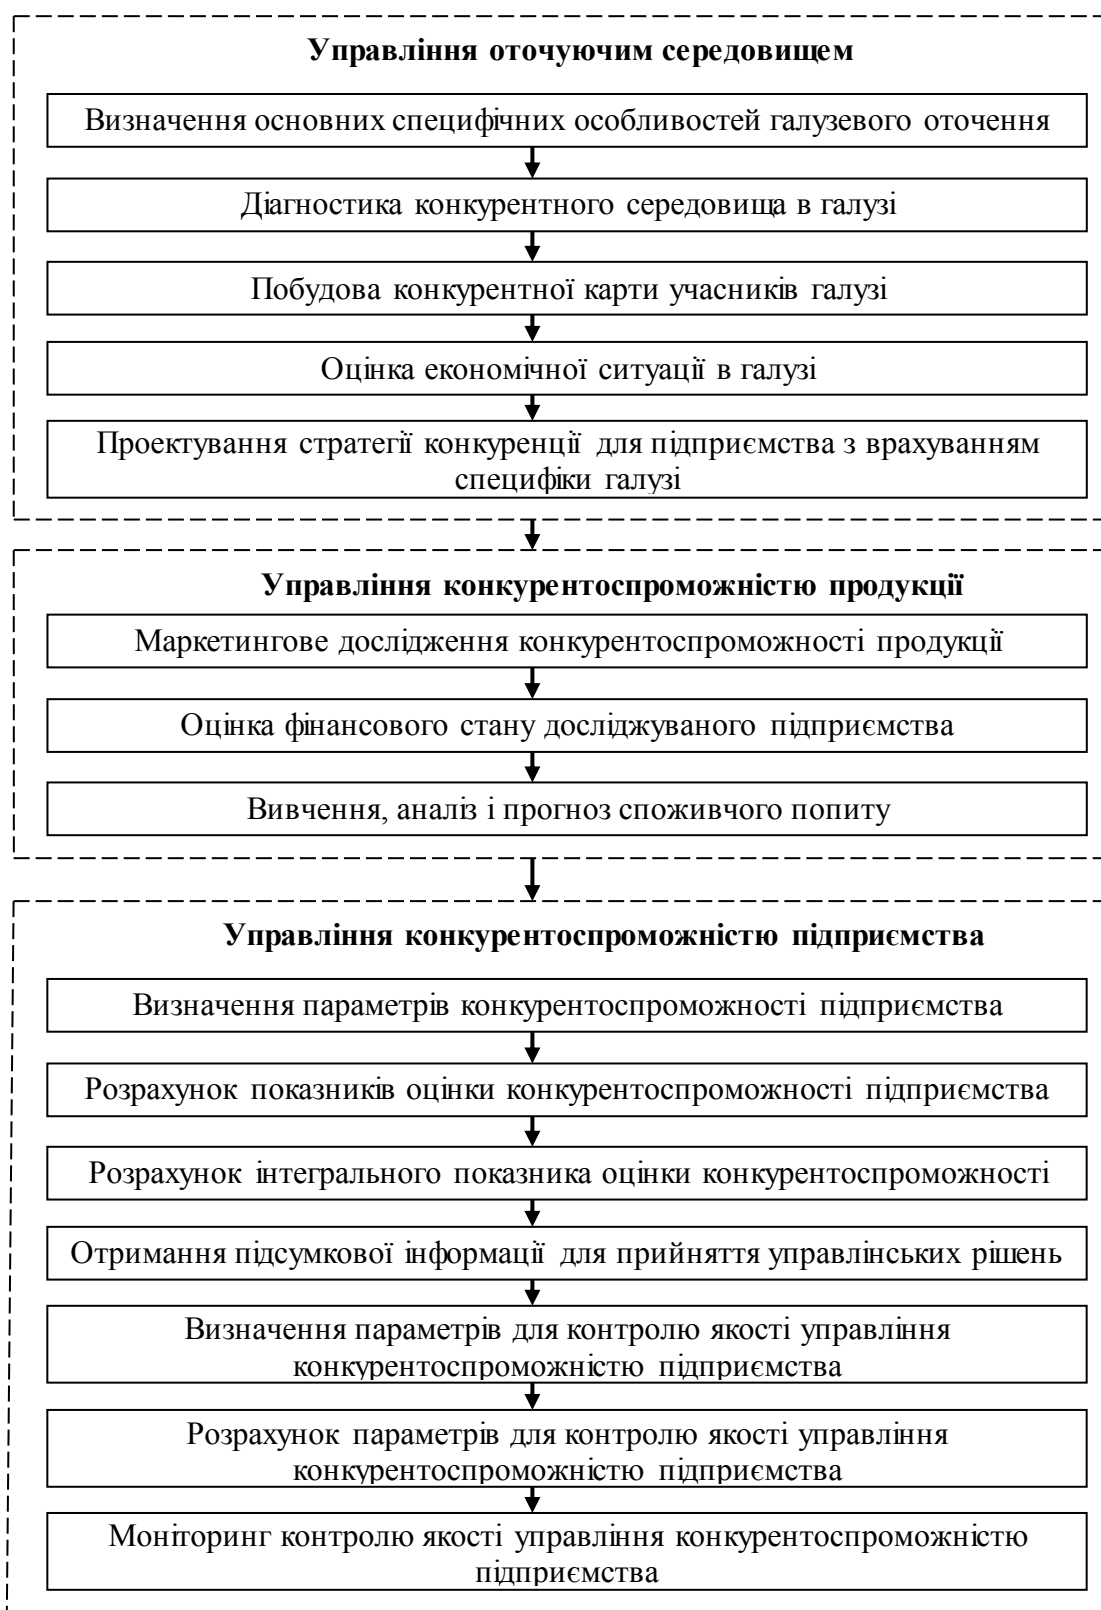 Управління оточуючим середовищем
Визначення основних специфічних особливостей галузевого оточення
Діагностика конкурентного середовища в галузі
Побудова конкурентної карти учасників галузі
Оцінка економічної ситуації в галузі
Проектування стратегії конкуренції для підприємства з врахуванням
специфіки галузі
Управління конкурентоспроможністю продукції
Маркетингове дослідження конкурентоспроможності продукції
Оцінка фінансового стану досліджуваного підприємства
Вивчення, аналіз і прогноз споживчого попиту
Управління конкурентоспроможністю підприємства
Визначення параметрів конкурентоспроможності підприємства
Розрахунок показників оцінки конкурентоспроможності підприємства
Розрахунок інтегрального показника оцінки конкурентоспроможності
Отримання підсумкової інформації для прийняття управлінських рішень
Визначення параметрів для контролю якості управління
конкурентоспроможністю підприємства
Розрахунок параметрів для контролю якості управління
конкурентоспроможністю підприємства
Моніторинг контролю якості управління конкурентоспроможністю
підприємства